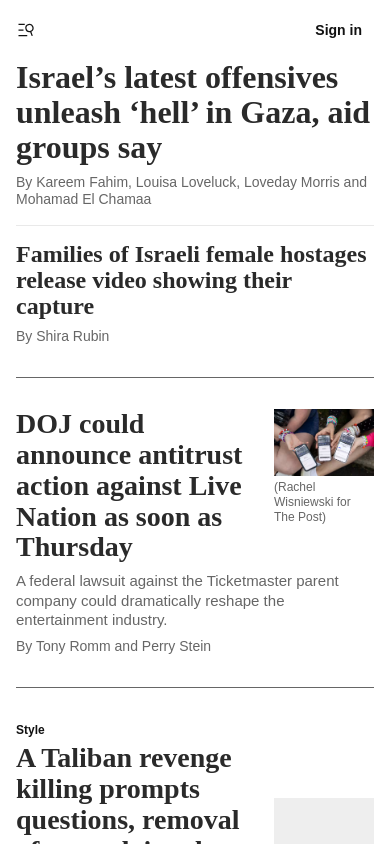 Sign in
Israel’s latest offensives
unleash ‘hell’ in Gaza, aid
groups say
By Kareem Fahim, Louisa Loveluck, Loveday Morris and
Mohamad El Chamaa
Families of Israeli female hostages
release video showing their
capture
By Shira Rubin
DOJ could
announce antitrust
action against Live
Nation as soon as
Thursday
(Rachel
Wisniewski for
The Post)
A federal lawsuit against the Ticketmaster parent
company could dramatically reshape the
entertainment industry.
By Tony Romm and Perry Stein
Style
A Taliban revenge
killing prompts
questions, removal